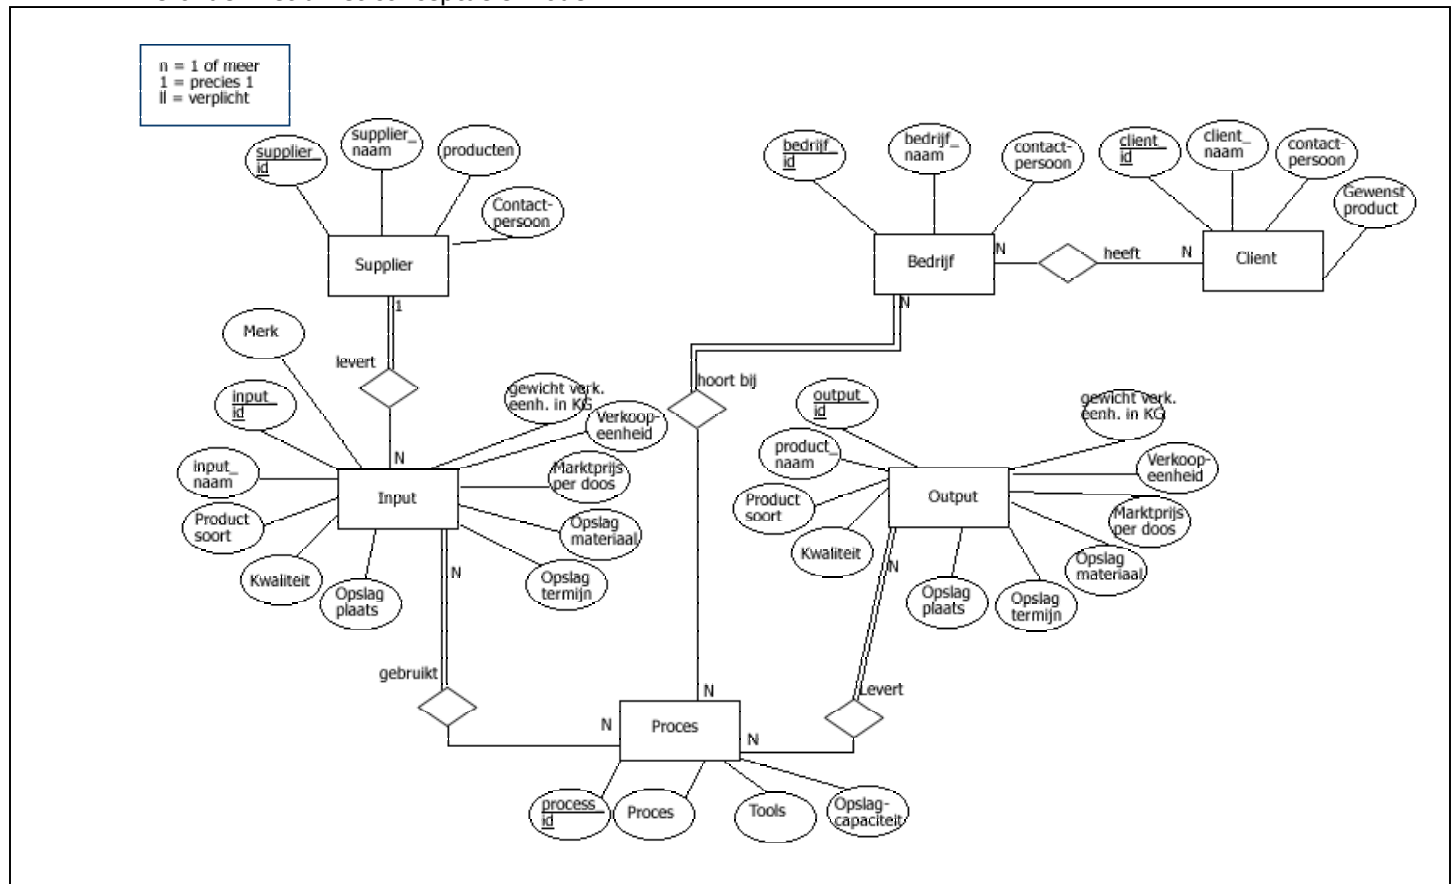 n = 1 of meer
1 = precies 1
ll = verplicht
supplier_
id
supplier_
naam
producten
Contact-
persoon
Supplier
1
levert
N
bedrijf_
id
bedrijf_
naam
contact-
persoon
Bedrijf
N
heeft
N
client_
id
client_
naam
contact-
persoon
Gewenst
product
Client
N
hoort bij
N
Merk
input_
id
input_
naam
Product
soort
Kwaliteit
Opslag
plaats
Input
gewicht verk.
eenh. in KG
Verkoop-
eenheid
Marktprijs
per doos
Opslag
materiaal
Opslag
termijn
N
gebruikt
N
output_
id
product_
naam
Product
soort
Kwaliteit
Output
gewicht verk.
eenh. in KG
Verkoop-
eenheid
Marktprijs
per doos
Opslag
materiaal
Opslag
plaats
Opslag
termijn
N
Levert
N
Proces
process_
id
Proces
Tools
Opslag-
capaciteit